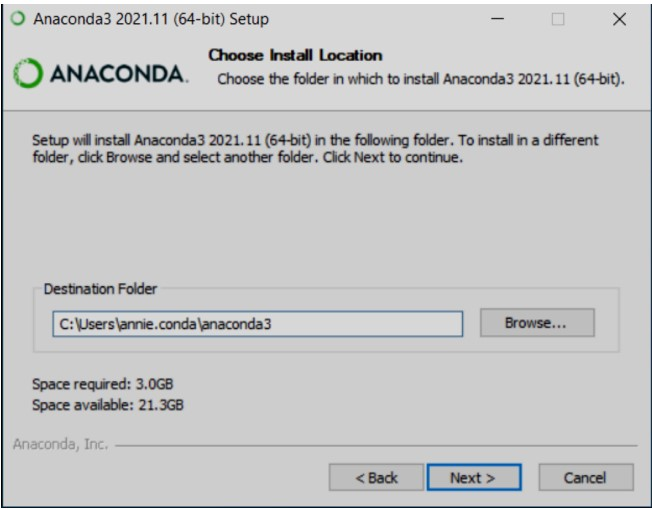 Anaconda3 2021.11 (64-bit) Setup
Choose Install Location
ANACONDA.
Choose the folder in which to install Anaconda3 2021.11 (64-bit).
Setup will install Anaconda3 2021.11 (64-bit) in the following folder. To install in a different
folder, click Browse and select another folder. Click Next to continue.
Destination Folder
C:\Users\annie.conda\anaconda3
Browse...
Space required: 3.0GB
Space available: 21.3GB
Anaconda, Inc.
< Back
Next >
Cancel